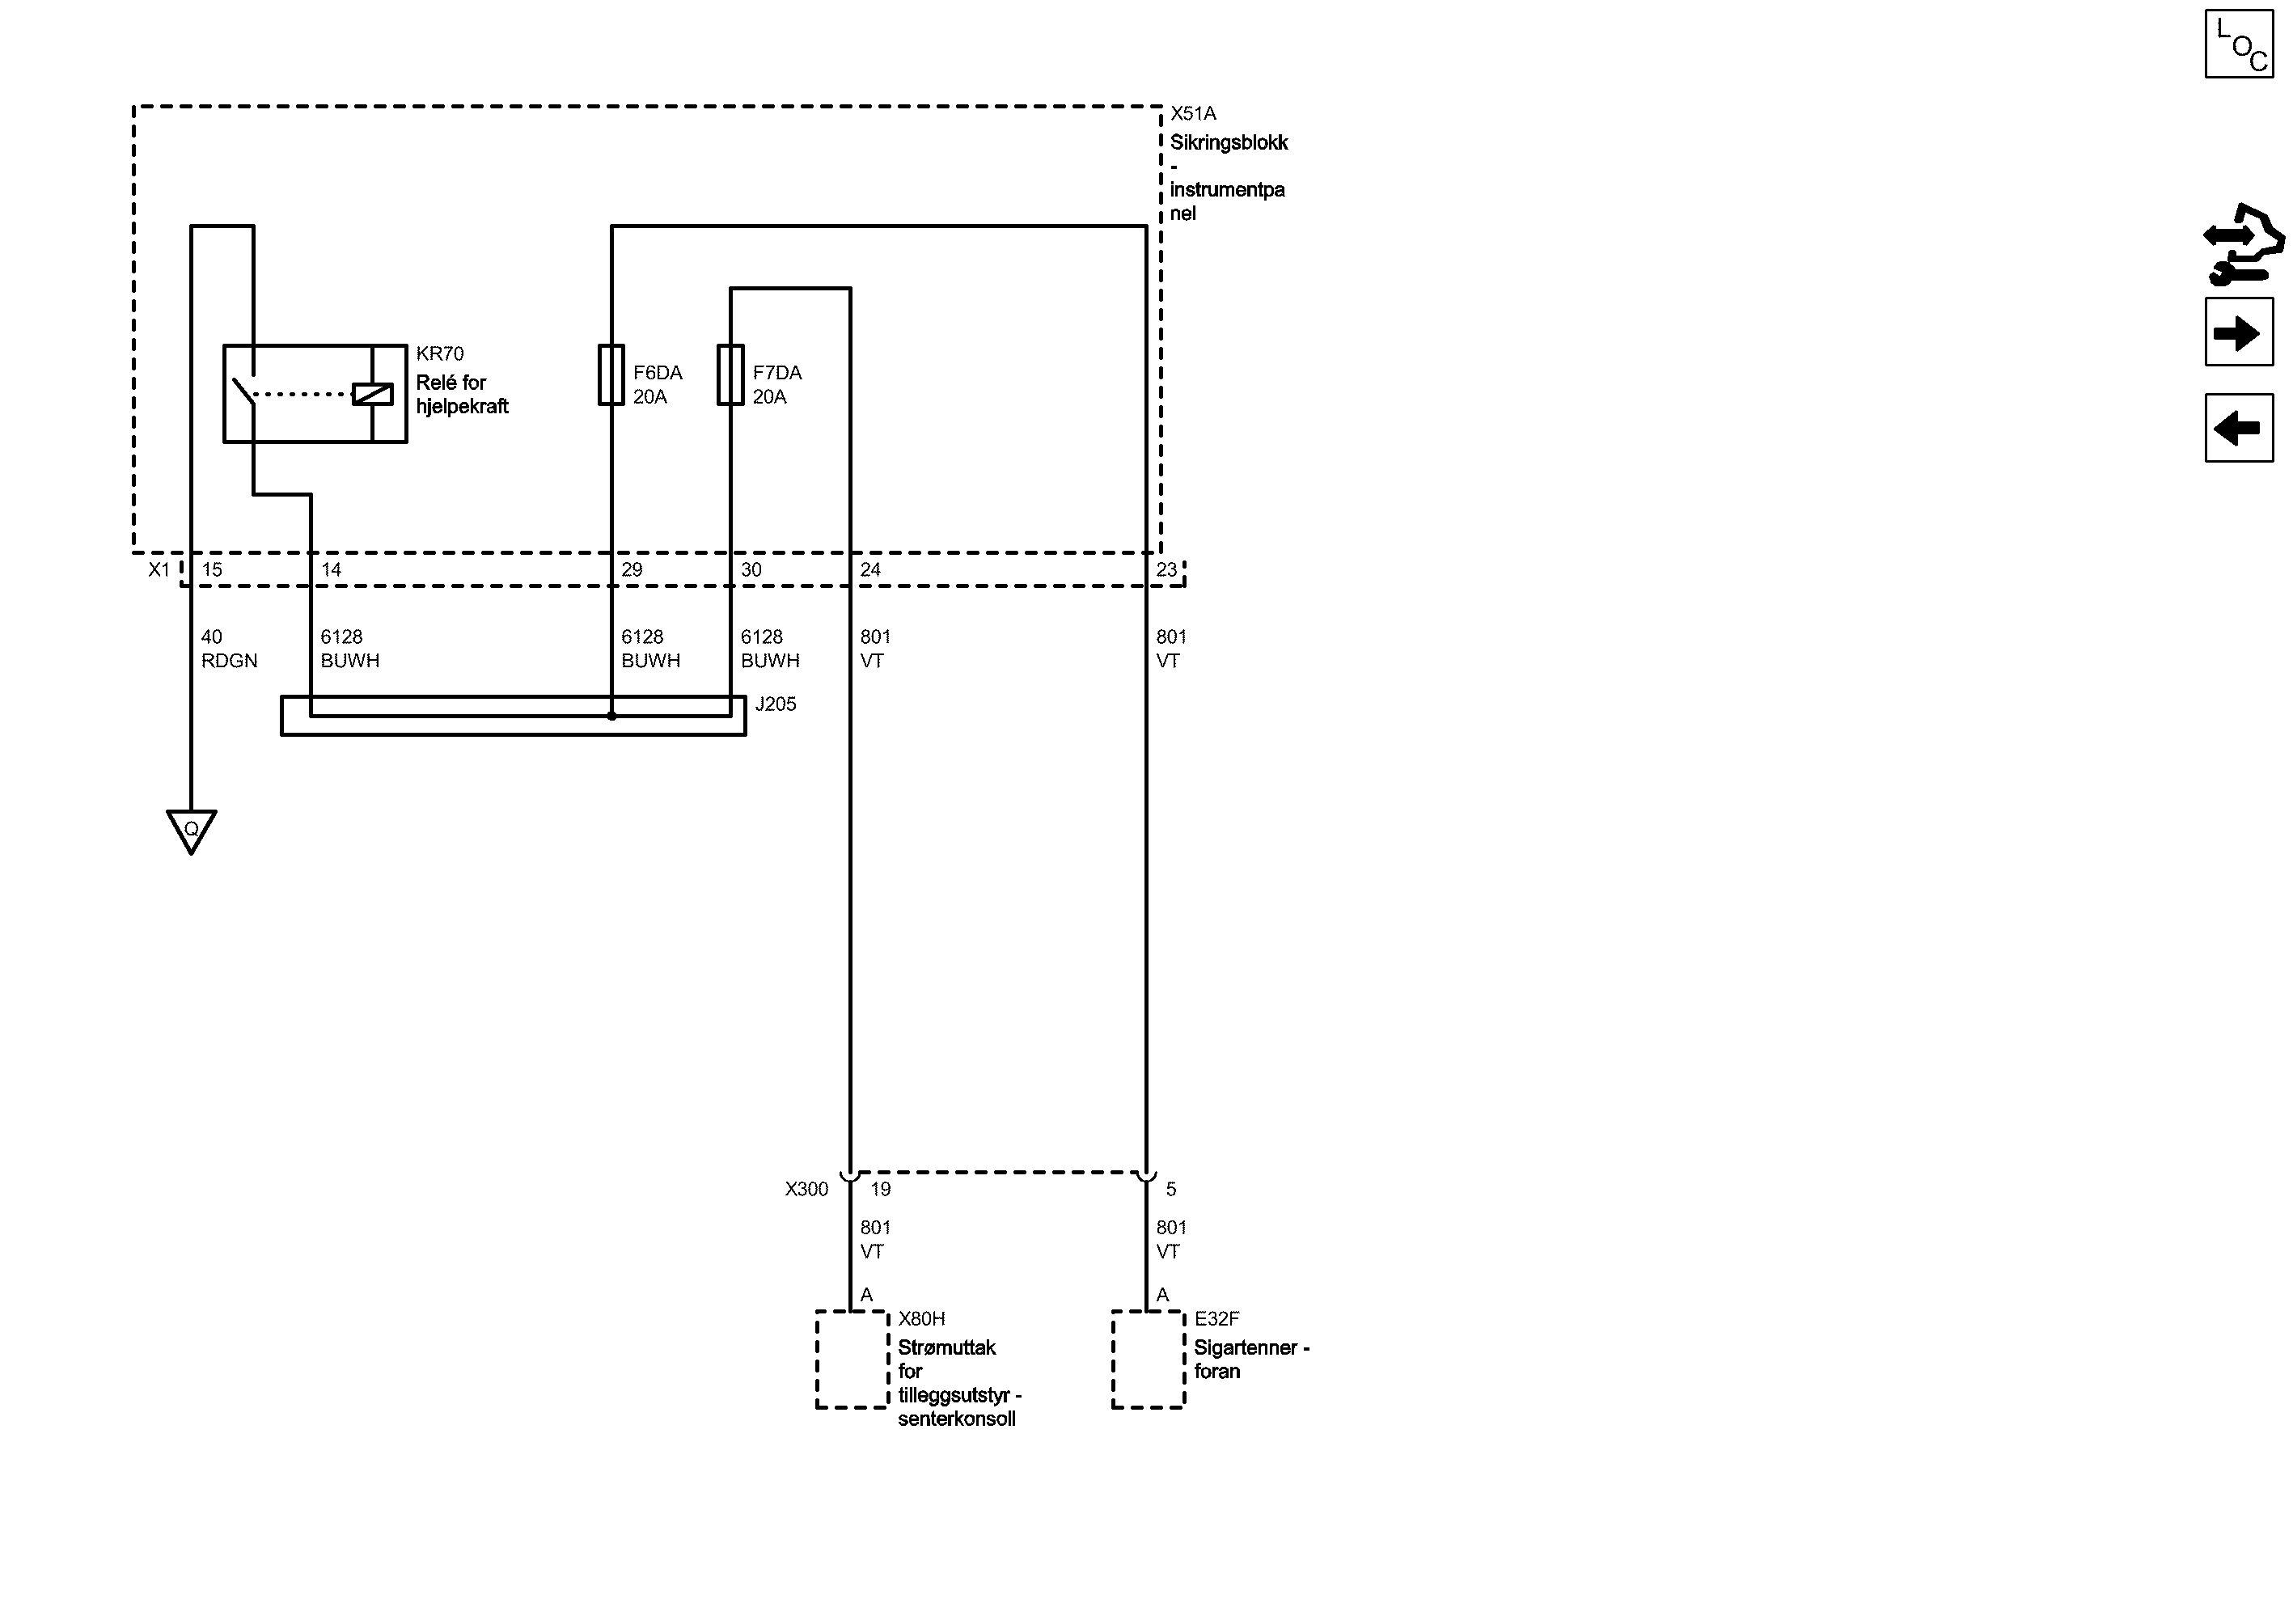 LOC
X51A
Sikringsblokk
-
instrumentpa
nel
KR70
Relé for
hjelpekraft
F6DA
20A
F7DA
20A
X1 15 14 29 30 24 23
40 6128 6128 6128 801 801
RDGN BUWH BUWH BUWH VT VT
J205
Q
X300 19 5
801 801
VT VT
A A
X80H
Strømuttak
for
tilleggsutstyr -
senterkonsoll
E32F
Sigartenner -
foran